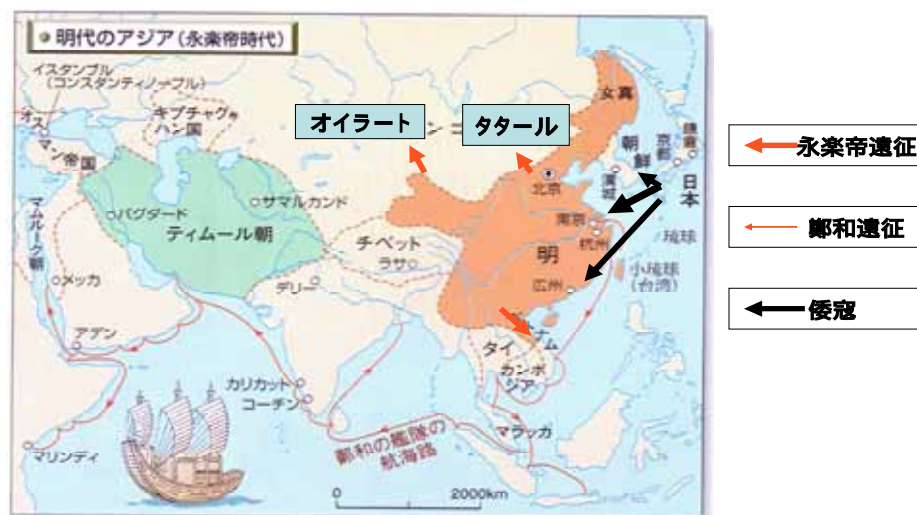 明代のアジア(永楽帝時代)
イスタンブル
(コンスタンティノープル)
オス
マン帝国
キプチャク
ハン国
オイラート
タタール
女真
鎌倉
京都
朝鮮
漢城
日本
北京
サマルカンド
バグダード
ティムール朝
チベット
ラサ
南京
杭州
明
琉球
マムルーク朝
メッカ
デリー
広州
小琉球
(台湾)
アデン
タイ
ナム
カンボ
ジア
カリカット
コーチン
マラッカ
鄭和の艦隊の
航海路
マリンディ
0
2000km
永楽帝遠征
鄭和遠征
倭冠